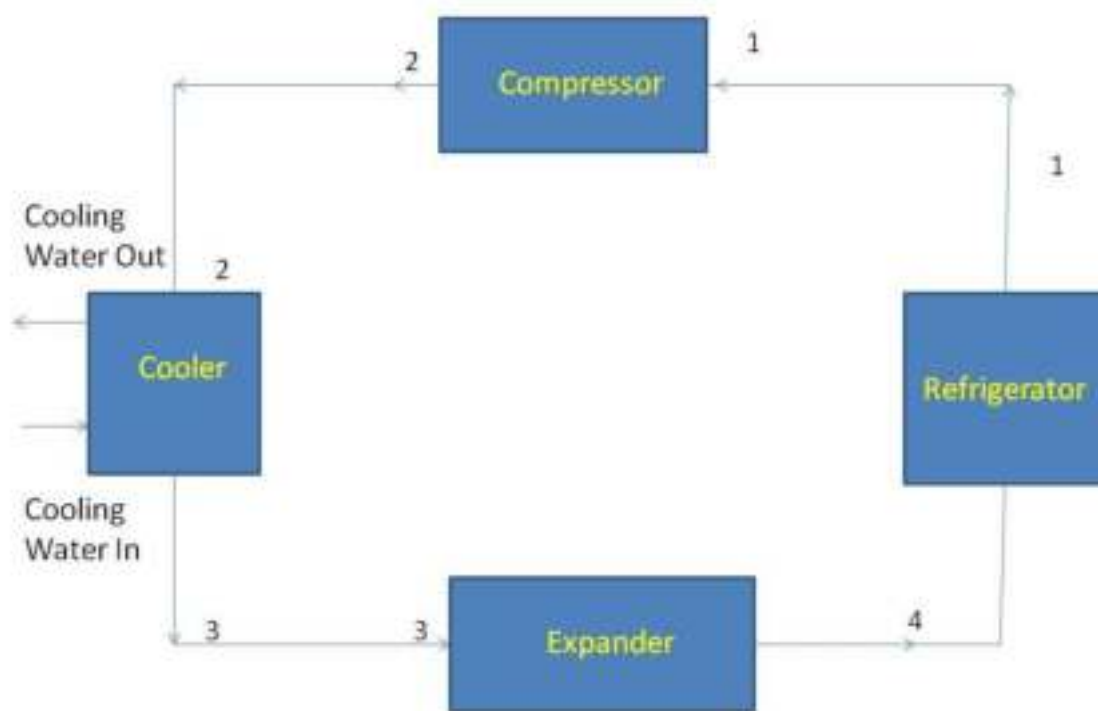 2
Compressor
1
1
Cooling
Water Out
2
Cooler
Refrigerator
Cooling
Water In
3
3
Expander
4